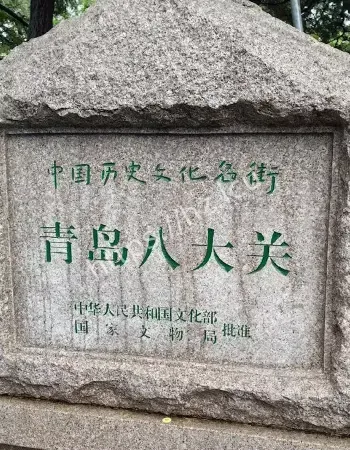 中国历史文化名街
青岛八大关
中华人民共和国文化部
国家文物局 批准